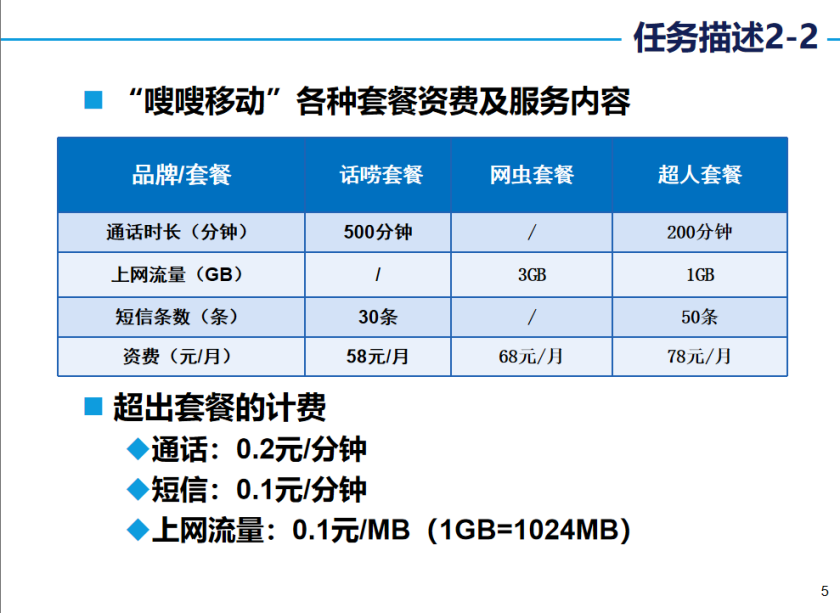 任务描述2-2
“嗖嗖移动”各种套餐资费及服务内容
品牌/套餐 话唠套餐 网虫套餐 超人套餐
通话时长（分钟） 500分钟 / 200分钟
上网流量（GB） / 3GB 1GB
短信条数（条） 30条 / 50条
资费（元/月） 58元/月 68元/月 78元/月
超出套餐的计费
通话：0.2元/分钟
短信：0.1元/分钟
上网流量：0.1元/MB（1GB=1024MB）
5